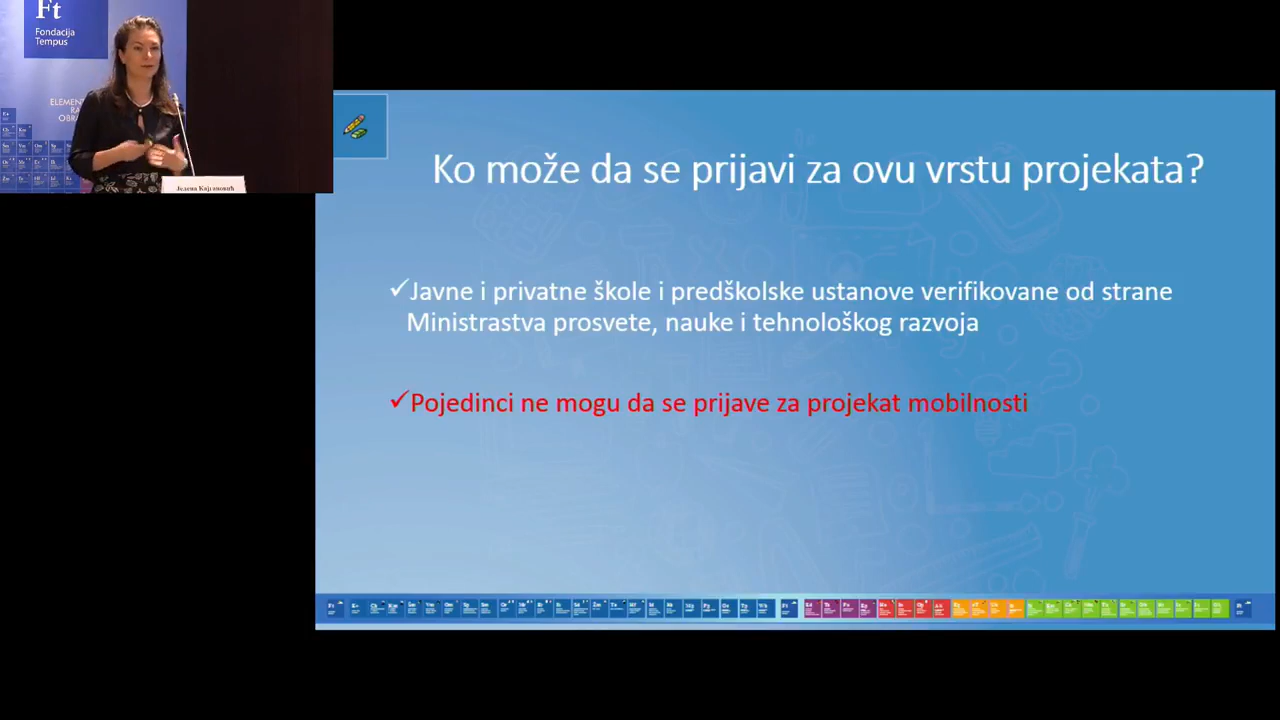 Ft
Fondacija
Tempus
Ko može da se prijavi za ovu vrstu projekata?
✓Javne i privatne škole i predškolske ustanove verifikovane od strane
Ministrastva prosvete, nauke i tehnološkog razvoja
✓Pojedinci ne mogu da se prijave za projekat mobilnosti